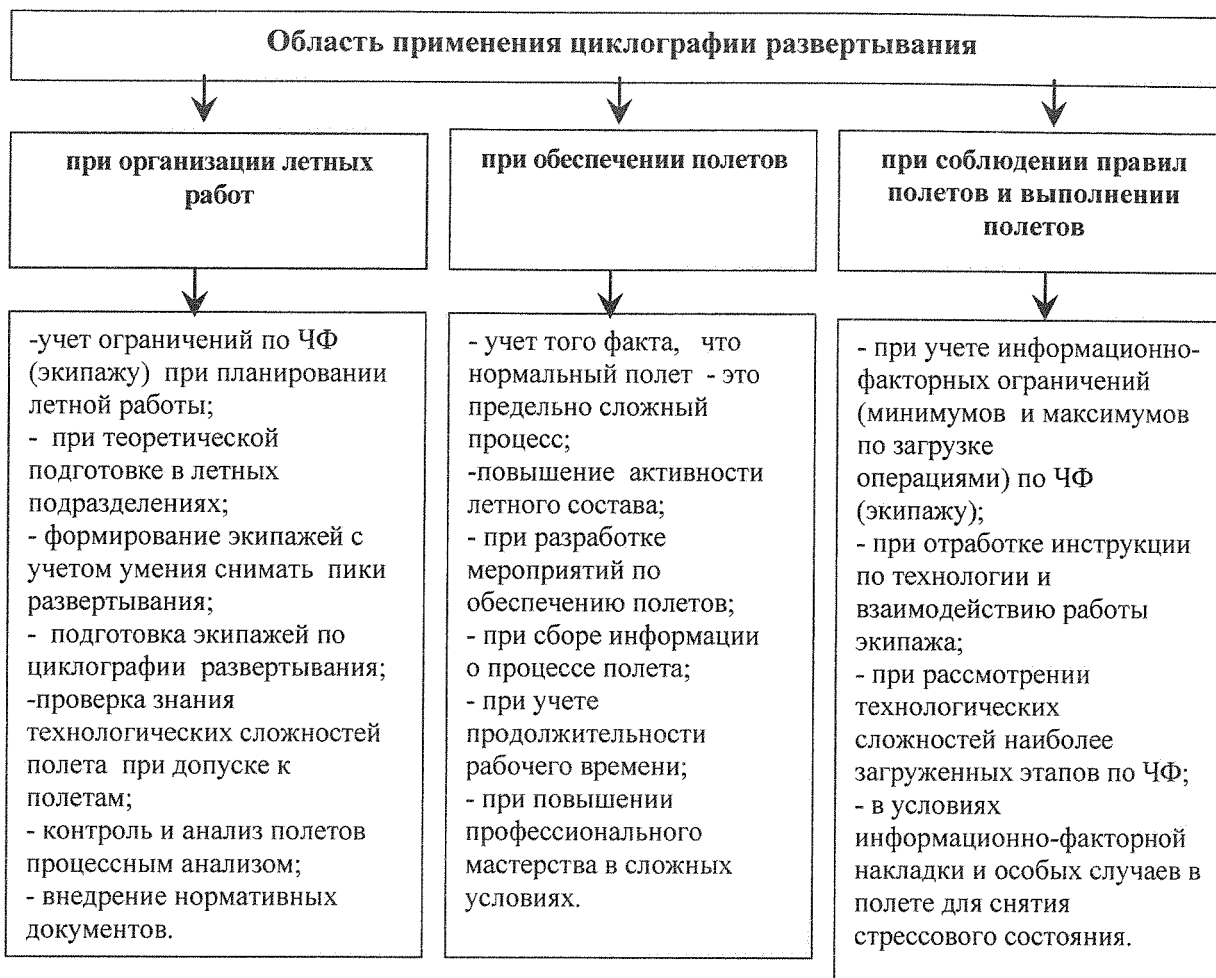 Область применения циклографии развертывания
при организации летных
работ
при обеспечении полетов
при соблюдении правил
полетов и выполнении
полетов
-учет ограничений по ЧФ
(экипажу) при планировании
летной работы;
- при теоретической
подготовке в летных
подразделениях;
- формирование экипажей с
учетом умения снимать пики
развертывания;
- подготовка экипажей по
циклографии развертывания;
-проверка знания
технологических сложностей
полета при допуске к
полетам;
- контроль и анализ полетов
процессным анализом;
- внедрение нормативных
документов.
- учет того факта, что
нормальный полет - это
предельно сложный
процесс;
-повышение активности
летного состава;
- при разработке
мероприятий по
обеспечению полетов;
- при сборе информации
о процессе полета;
- при учете
продолжительности
рабочего времени;
- при повышении
профессионального
мастерства в сложных
условиях.
- при учете информационно-
факторных ограничений
(минимумов и максимумов
по загрузке
операциями) по ЧФ
(экипажу);
- при отработке инструкции
по технологии и
взаимодействию работы
экипажа;
- при рассмотрении
технологических
сложностей наиболее
загруженных этапов по ЧФ;
- в условиях
информационно-факторной
накладки и особых случаев в
полете для снятия
стрессового состояния.